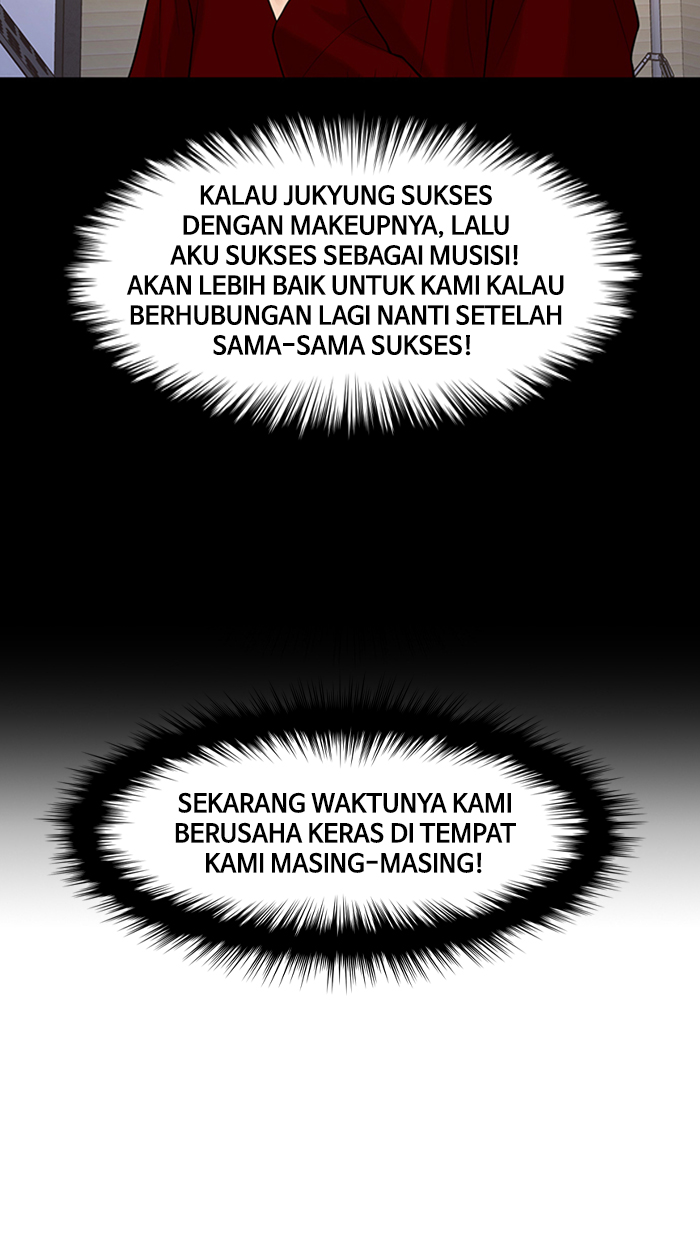 KALAU JUKYUNG SUKSES
DENGAN MAKEUPNYA, LALU
AKU SUKSES SEBAGAI MUSISI!
AKAN LEBIH BAIK UNTUK KAMI KALAU
BERHUBUNGAN LAGI NANTI SETELAH
SAMA-SAMA SUKSES!
SEKARANG WAKTUNYA KAMI
BERUSAHA KERAS DI TEMPAT
KAMI MASING-MASING!